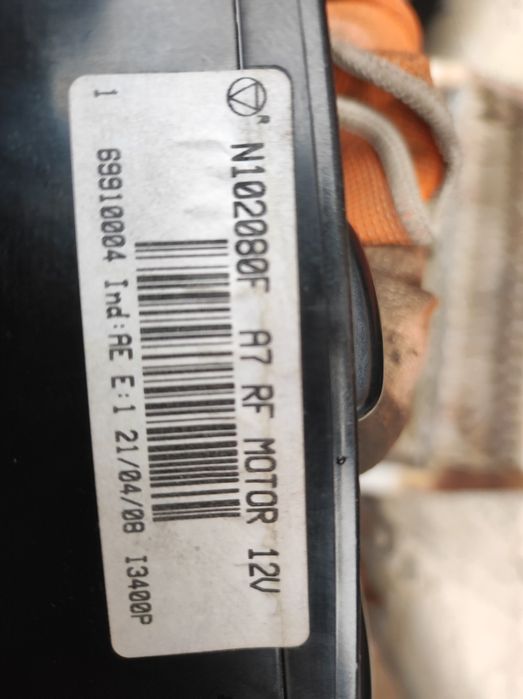 R
N102080F A7 RF MOTOR 12V
1 69910004 Ind:AE E:1 21/04/08 I3400P